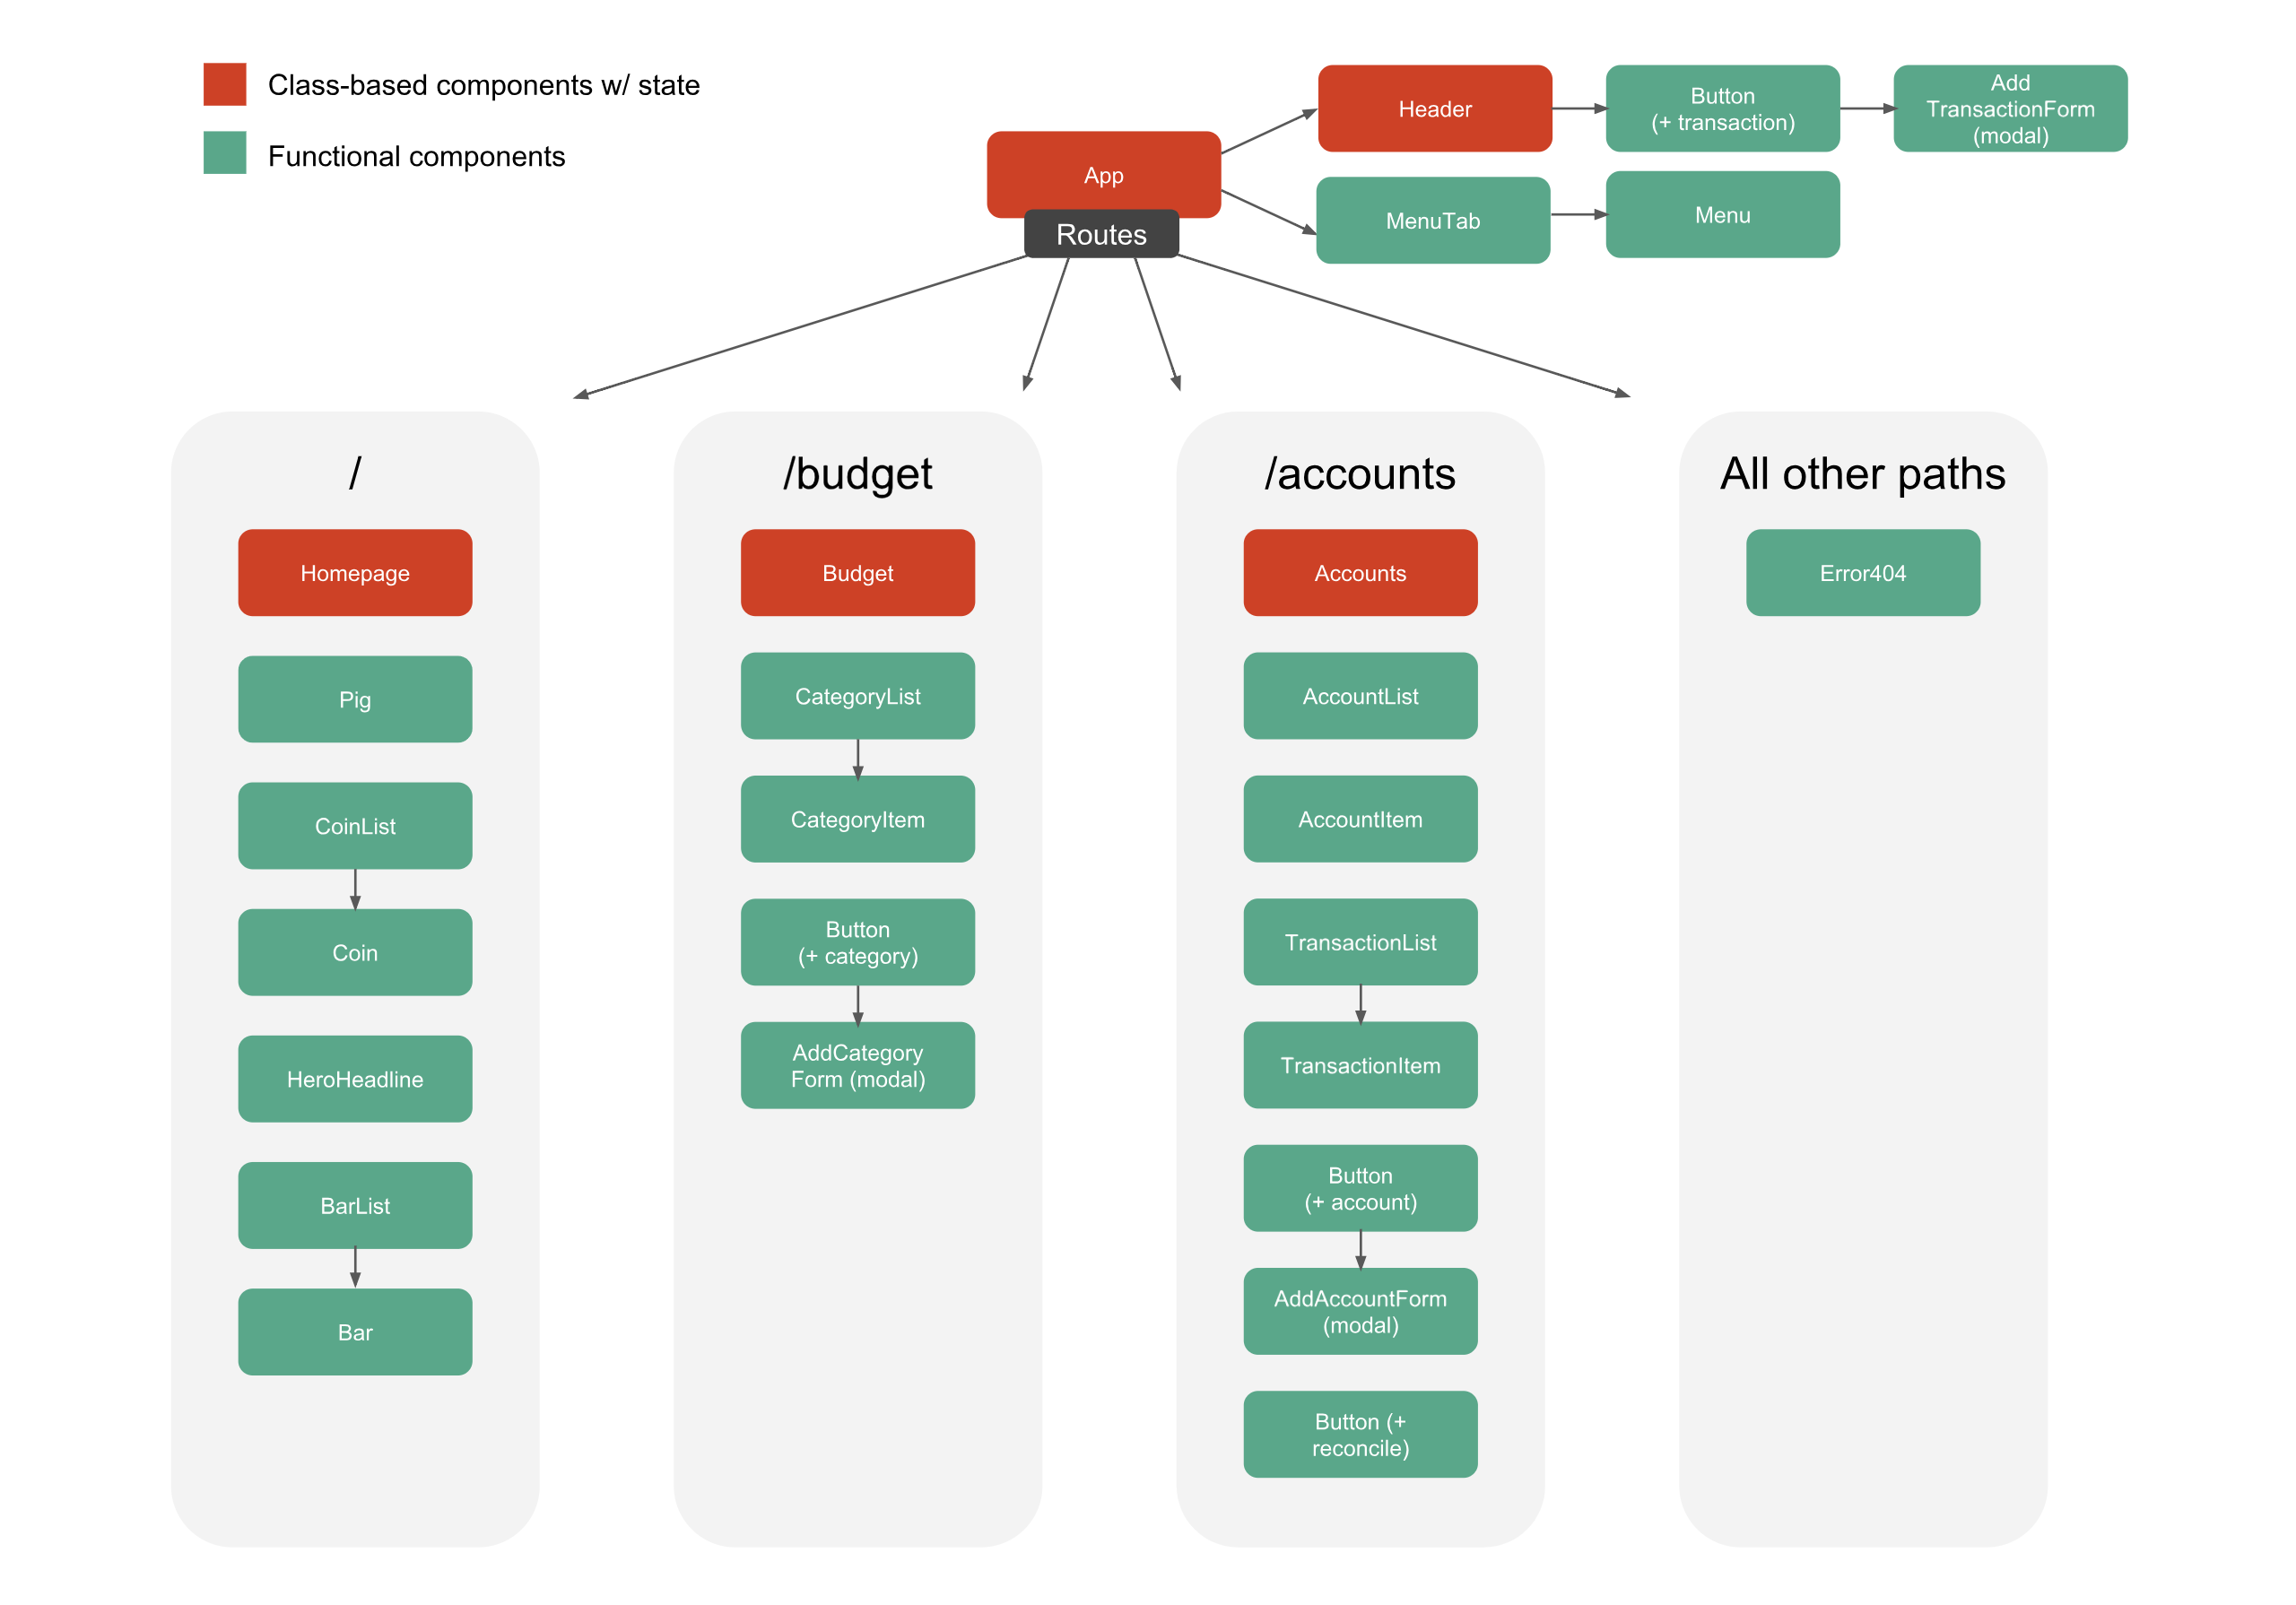 Class-based components w/ state
Functional components
App
Routes
Header
Button
(+ transaction)
Add
TransactionForm
(modal)
MenuTab
Menu
/
Homepage
Pig
CoinList
Coin
HeroHeadline
BarList
Bar
/budget
Budget
CategoryList
CategoryItem
Button
(+ category)
AddCategory
Form (modal)
/accounts
Accounts
AccountList
AccountItem
TransactionList
TransactionItem
Button
(+ account)
AddAccountForm
(modal)
Button (+
reconcile)
All other paths
Error404